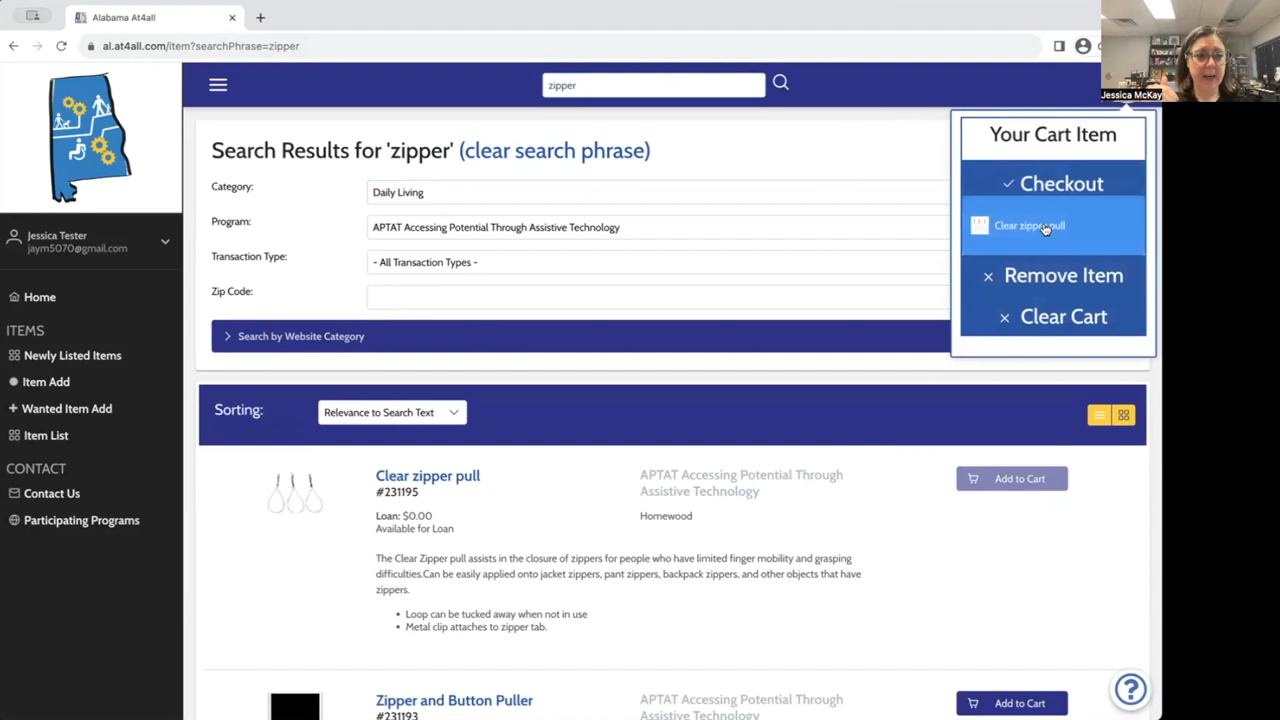 Alabama At4all
al.at4all.com/item?searchPhrase=zipper
Jessica McKay
zipper
Jessica Tester
jaym5070@gmail.com
Home
ITEMS
Newly Listed Items
Item Add
Wanted Item Add
Item List
CONTACT
Contact Us
Participating Programs
Search Results for 'zipper' (clear search phrase)
Category:
Daily Living
Program:
APTAT Accessing Potential Through Assistive Technology
Transaction Type:
- All Transaction Types -
Zip Code:
Search by Website Category
Your Cart Item
Checkout
Clear zipper pull
Remove Item
Clear Cart
Sorting:
Relevance to Search Text
Clear zipper pull
#231195
Loan: $0.00
Available for Loan
APTAT Accessing Potential Through
Assistive Technology
Homewood
Add to Cart
The Clear Zipper pull assists in the closure of zippers for people who have limited finger mobility and grasping
difficulties.Can be easily applied onto jacket zippers, pant zippers, backpack zippers, and other objects that have
zippers.
• Loop can be tucked away when not in use
• Metal clip attaches to zipper tab.
Zipper and Button Puller
#231193
APTAT Accessing Potential Through
Assistive Technology
Add to Cart
?